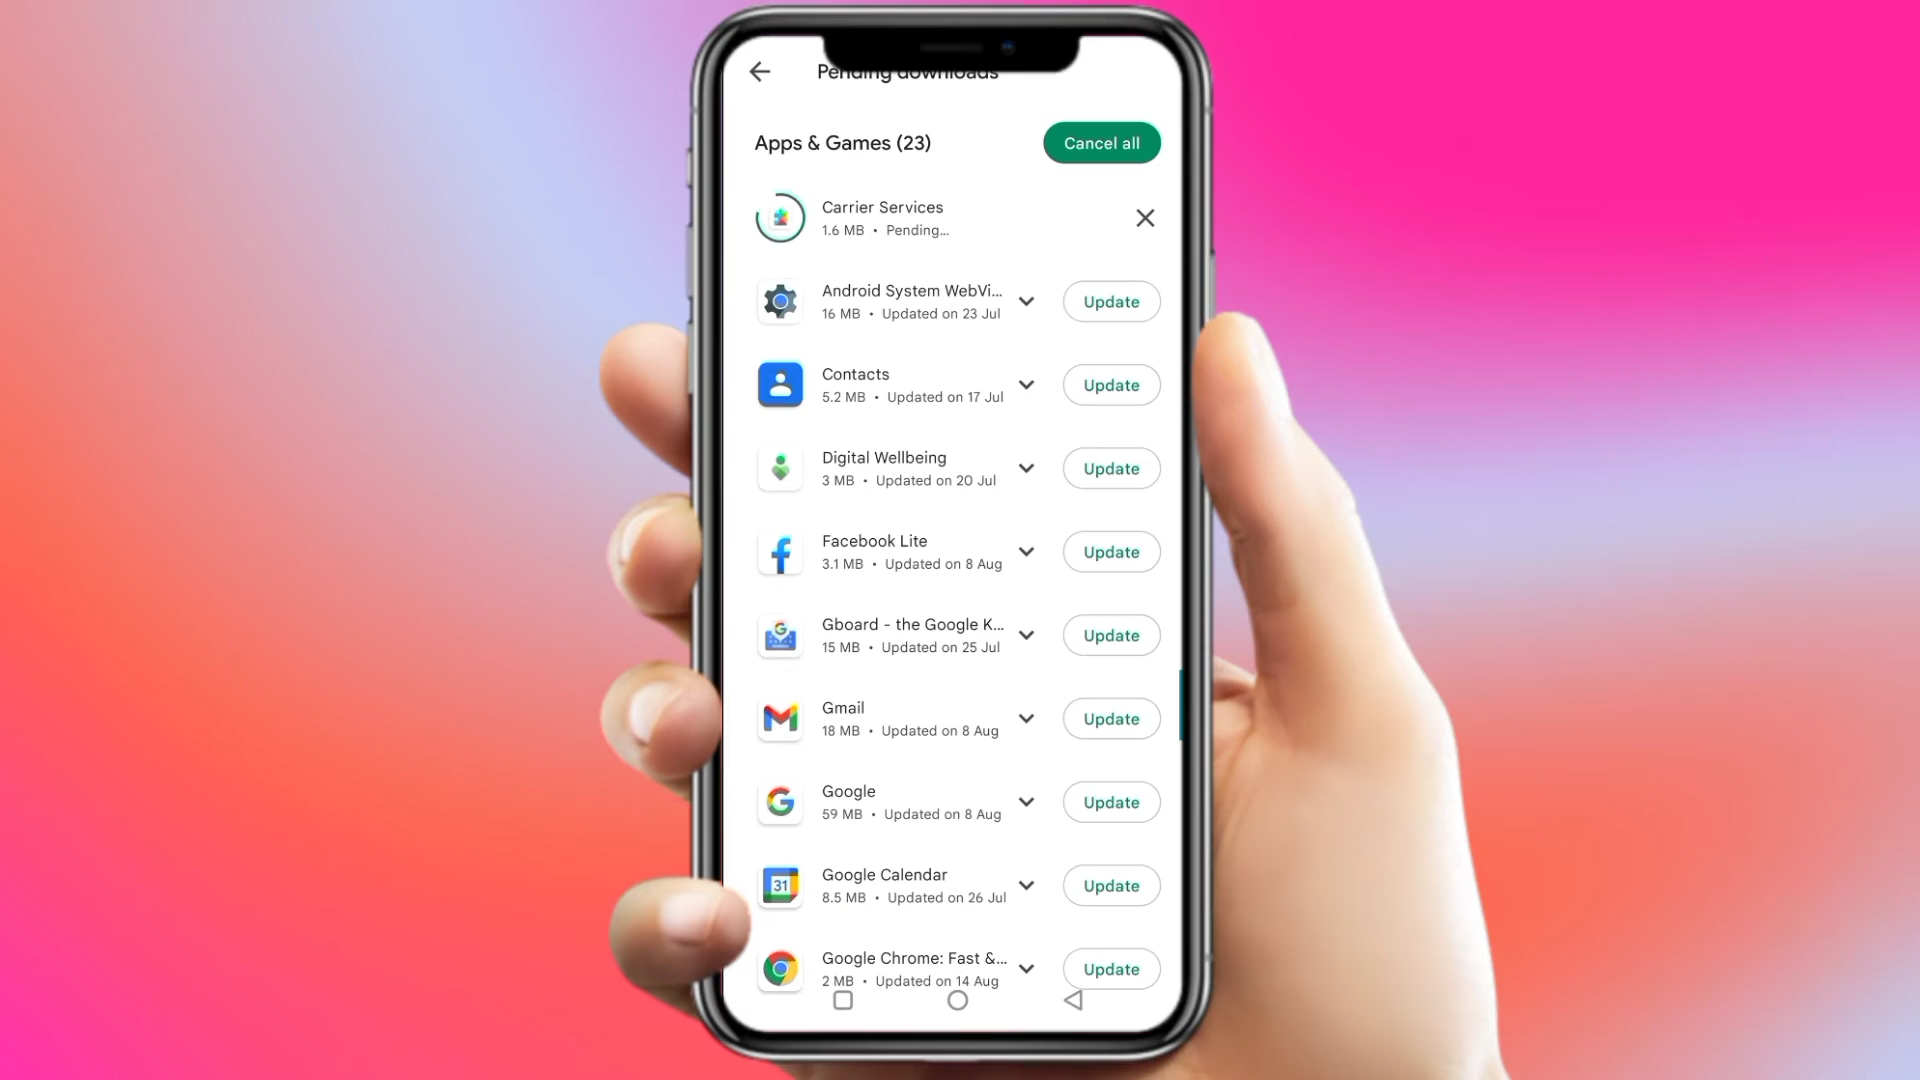 Pending downloads
Apps & Games (23)
Cancel all
Carrier Services
1.6 MB • Pending...
Android System WebVi...
16 MB • Updated on 23 Jul
Update
Contacts
5.2 MB • Updated on 17 Jul
Update
Digital Wellbeing
3 MB • Updated on 20 Jul
Update
Facebook Lite
3.1 MB • Updated on 8 Aug
Update
Gboard - the Google K...
15 MB • Updated on 25 Jul
Update
Gmail
18 MB • Updated on 8 Aug
Update
Google
59 MB • Updated on 8 Aug
Update
31
Google Calendar
8.5 MB • Updated on 26 Jul
Update
Google Chrome: Fast &...
2 MB • Updated on 14 Aug
Update